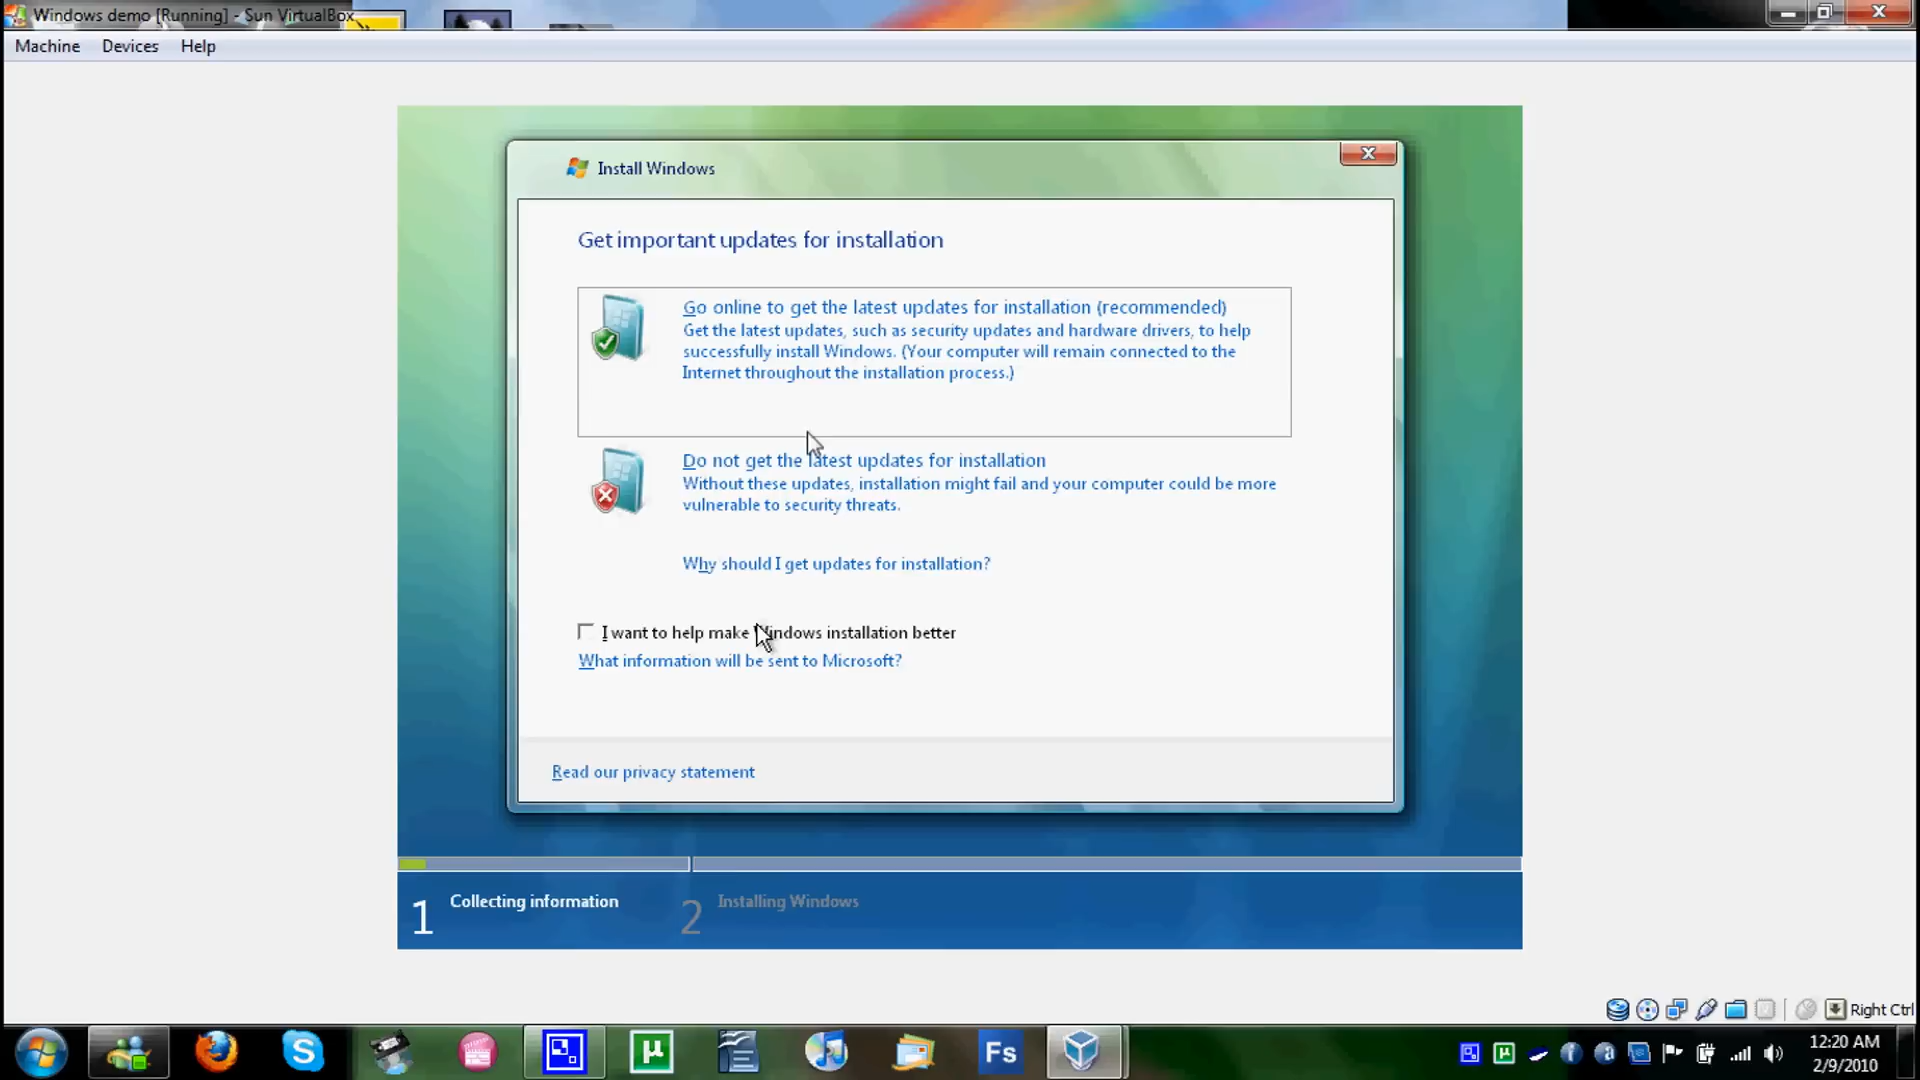 Windows demo [Running] - Sun VirtualBox
Machine Devices Help
Install Windows
Get important updates for installation
Go online to get the latest updates for installation (recommended)
Get the latest updates, such as security updates and hardware drivers, to help
successfully install Windows. (Your computer will remain connected to the
Internet throughout the installation process.)
Do not get the latest updates for installation
Without these updates, installation might fail and your computer could be more
vulnerable to security threats.
Why should I get updates for installation?
I want to help make Windows installation better
What information will be sent to Microsoft?
Read our privacy statement
1 Collecting information 2 Installing Windows
Right Ctrl
Fs
12:20 AM
2/9/2010